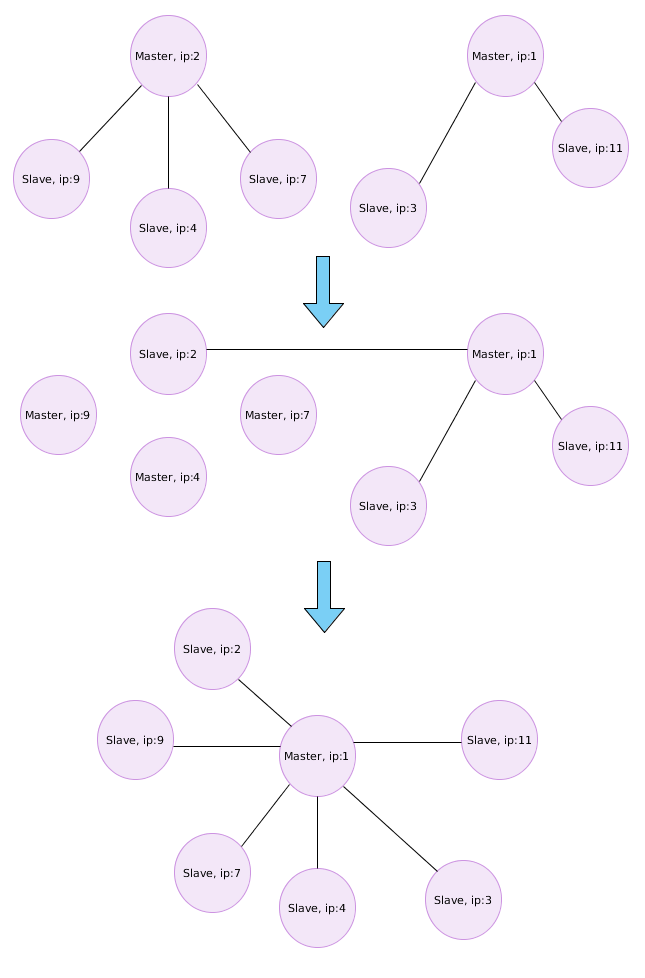 Master, ip:2
Master, ip:1
Slave, ip:11
Slave, ip:9
Slave, ip:7
Slave, ip:3
Slave, ip:4
Slave, ip:2
Master, ip:1
Master, ip:9
Master, ip:7
Slave, ip:11
Master, ip:4
Slave, ip:3
Slave, ip:2
Slave, ip:9
Slave, ip:11
Master, ip:1
Slave, ip:7
Slave, ip:3
Slave, ip:4